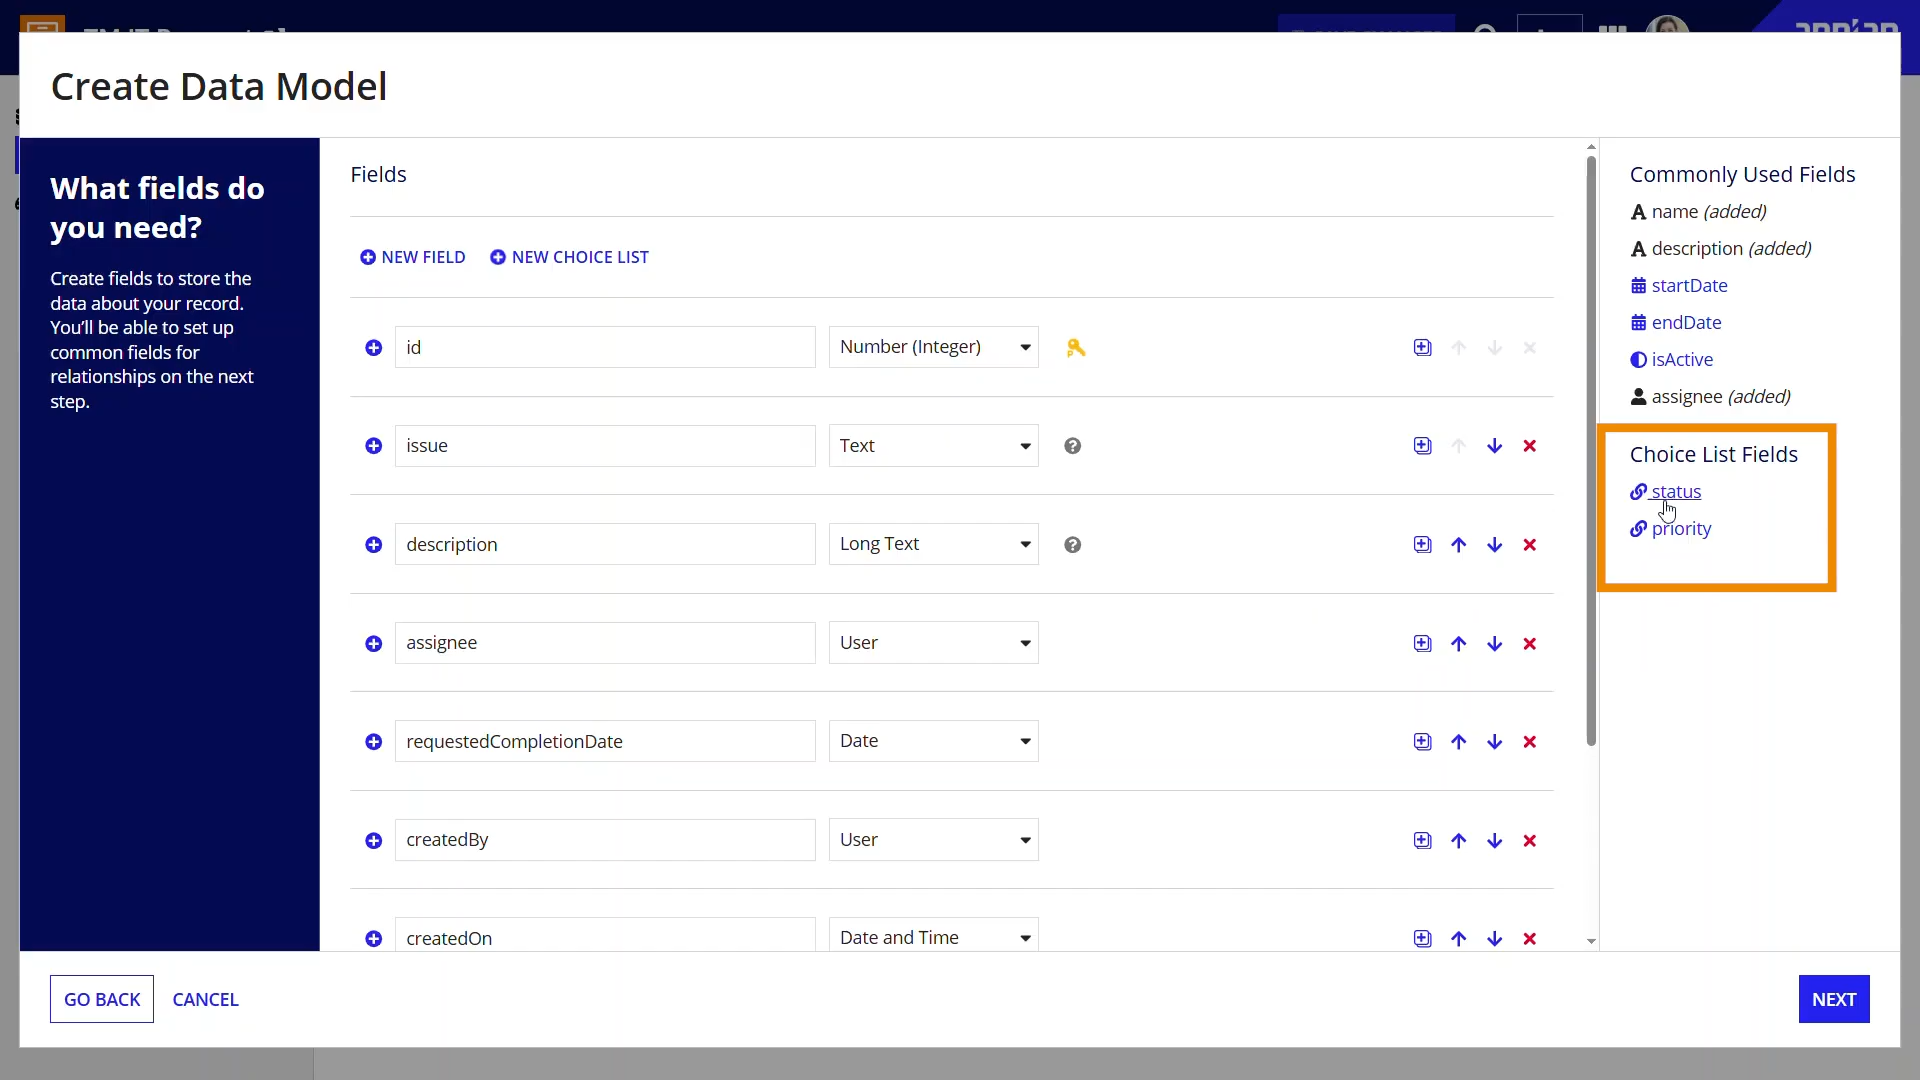 Create Data Model
What fields do
you need?
Create fields to store the
data about your record.
You'll be able to set up
common fields for
relationships on the next
step.
Fields
NEW FIELD
NEW CHOICE LIST
id
Number (Integer)
issue
Text
description
Long Text
assignee
User
requestedCompletionDate
Date
createdBy
User
createdOn
Date and Time
Commonly Used Fields
name (added)
description (added)
startDate
endDate
isActive
assignee (added)
Choice List Fields
status
priority
GO BACK
CANCEL
NEXT